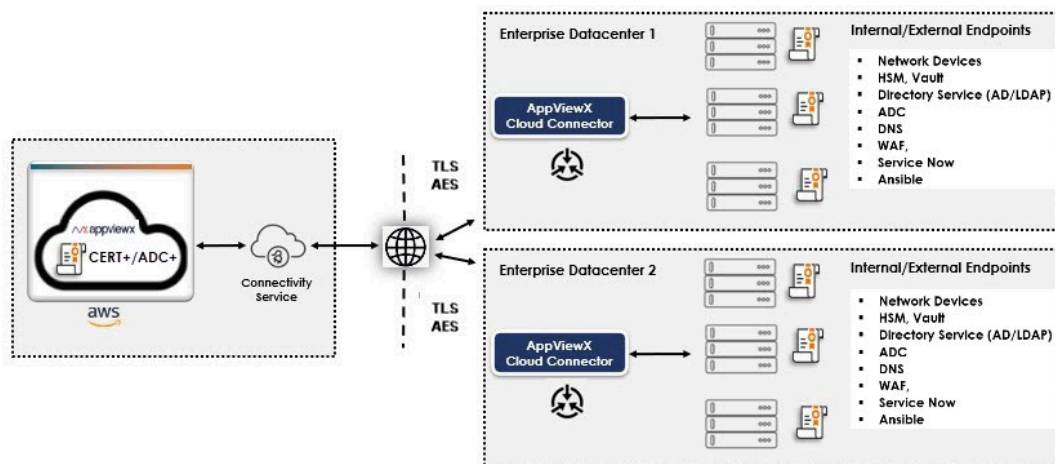 appviewx
CERT+/ADC+
aws
Connectivity
Service
TLS
AES
TLS
AES
Enterprise Datacenter 1
AppViewX
Cloud Connector
Internal/External Endpoints
▪ Network Devices
▪ HSM, Vault
▪ Directory Service (AD/LDAP)
▪ ADC
▪ DNS
▪ WAF,
▪ Service Now
▪ Ansible
Enterprise Datacenter 2
AppViewX
Cloud Connector
Internal/External Endpoints
▪ Network Devices
▪ HSM, Vault
▪ Directory Service (AD/LDAP)
▪ ADC
▪ DNS
▪ WAF,
▪ Service Now
▪ Ansible